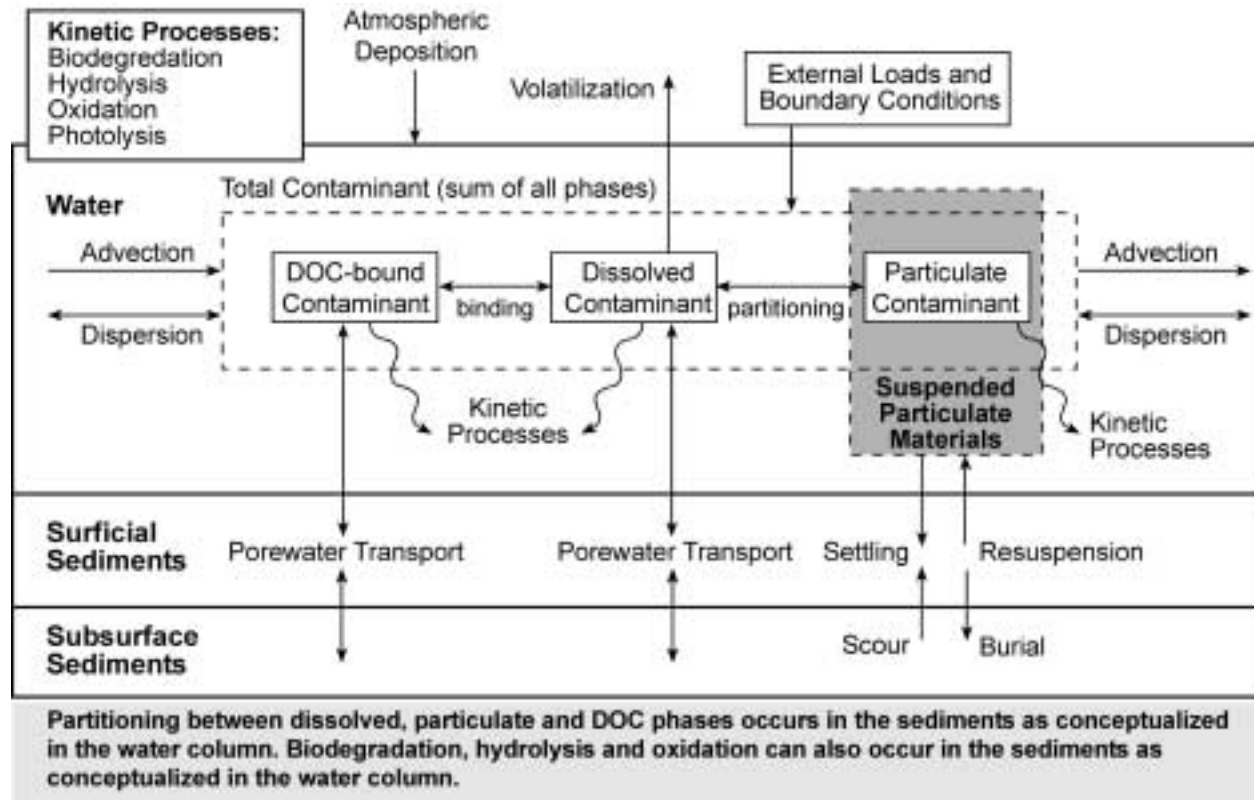 Kinetic Processes:
Biodegredation
Hydrolysis
Oxidation
Photolysis
Atmospheric
Deposition
Volatilization
External Loads and
Boundary Conditions
Total Contaminant (sum of all phases)
Water
Advection
Dispersion
DOC-bound
Contaminant
binding
Dissolved
Contaminant
partitioning
Particulate
Contaminant
Advection
Dispersion
Kinetic
Processes
Suspended
Particulate
Materials
Kinetic
Processes
Surficial
Sediments
Porewater Transport
Porewater Transport
Settling
Resuspension
Subsurface
Sediments
Scour
Burial
Partitioning between dissolved, particulate and DOC phases occurs in the sediments as conceptualized
in the water column. Biodegradation, hydrolysis and oxidation can also occur in the sediments as
conceptualized in the water column.